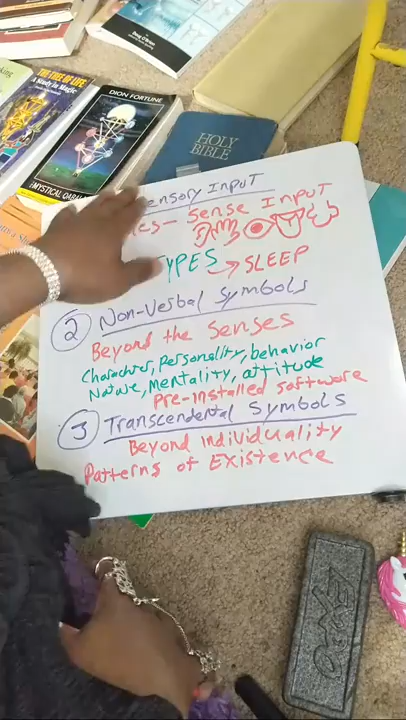 Doug O'Brien
THE TREE OF LIFE
A Study in Magic
DION FORTUNE
MYSTICAL
HOLY
BIBLE
Sensory Input
Sense Input
TYPES → SLEEP
2 Non-Verbal Symbols
Beyond the Senses
Character, Personality, behavior
Nature, Mentality, attitude
Pre-installed software
3 Transcendental Symbols
Beyond individuality
Patterns of Existence
EXPO